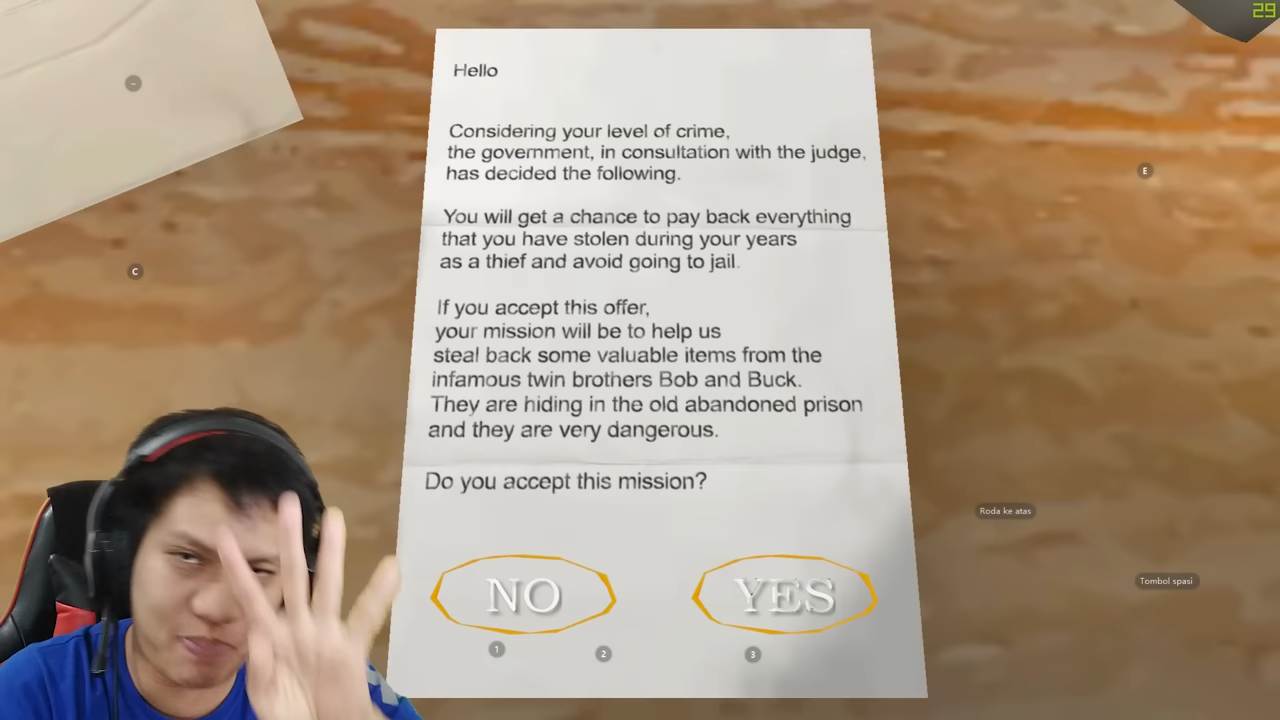 29
Hello
Considering your level of crime,
the government, in consultation with the judge,
has decided the following.
You will get a chance to pay back everything
that you have stolen during your years
as a thief and avoid going to jail.
If you accept this offer,
your mission will be to help us
steal back some valuable items from the
infamous twin brothers Bob and Buck.
They are hiding in the old abandoned prison
and they are very dangerous.
Do you accept this mission?
NO
YES
1
2
3
~
C
E
Roda ke atas
Tombol spasi